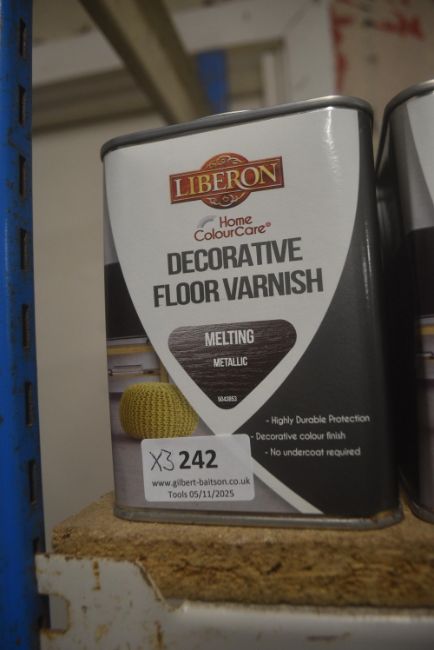 LIBERON
Home
ColourCare®
DECORATIVE
FLOOR VARNISH
MELTING
METALLIC
- Highly Durable Protection
- Decorative colour finish
- No undercoat required
X3 242
www.gilbert-baitson.co.uk
Tools 05/11/2025